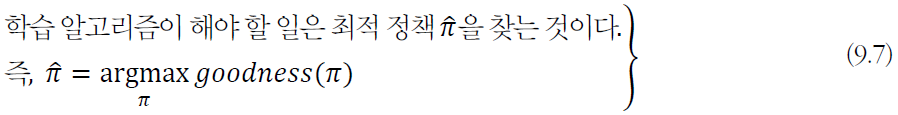 학습 알고리즘이 해야 할 일은 최적 정책 π̂을 찾는 것이다.
즉, π̂ = argmax goodness(π)
π
(9.7)